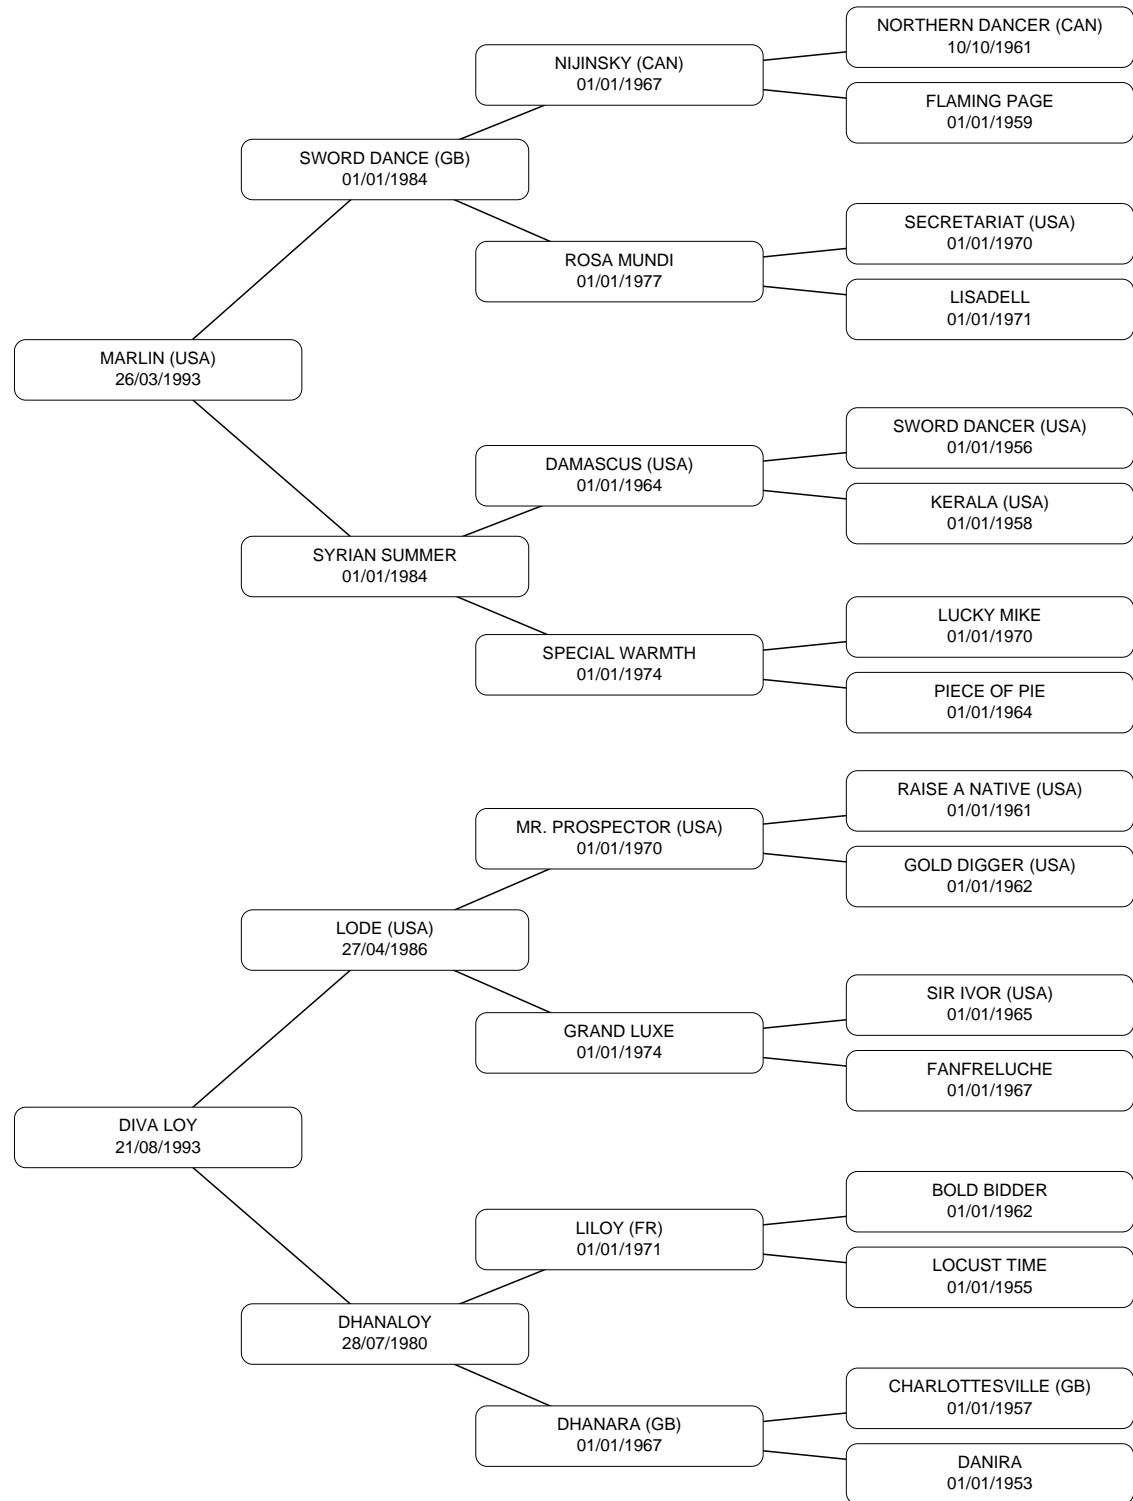 NORTHERN DANCER (CAN)
10/10/1961
NIJINSKY (CAN)
01/01/1967
FLAMING PAGE
01/01/1959
SWORD DANCE (GB)
01/01/1984
SECRETARIAT (USA)
01/01/1970
ROSA MUNDI
01/01/1977
LISADELL
01/01/1971
MARLIN (USA)
26/03/1993
SWORD DANCER (USA)
01/01/1956
DAMASCUS (USA)
01/01/1964
KERALA (USA)
01/01/1958
SYRIAN SUMMER
01/01/1984
LUCKY MIKE
01/01/1970
SPECIAL WARMTH
01/01/1974
PIECE OF PIE
01/01/1964
RAISE A NATIVE (USA)
01/01/1961
MR. PROSPECTOR (USA)
01/01/1970
GOLD DIGGER (USA)
01/01/1962
LODE (USA)
27/04/1986
SIR IVOR (USA)
01/01/1965
GRAND LUXE
01/01/1974
FANFRELUCHE
01/01/1967
DIVA LOY
21/08/1993
BOLD BIDDER
01/01/1962
LILOY (FR)
01/01/1971
LOCUST TIME
01/01/1955
DHANALOY
28/07/1980
CHARLOTTESVILLE (GB)
01/01/1957
DHANARA (GB)
01/01/1967
DANIRA
01/01/1953